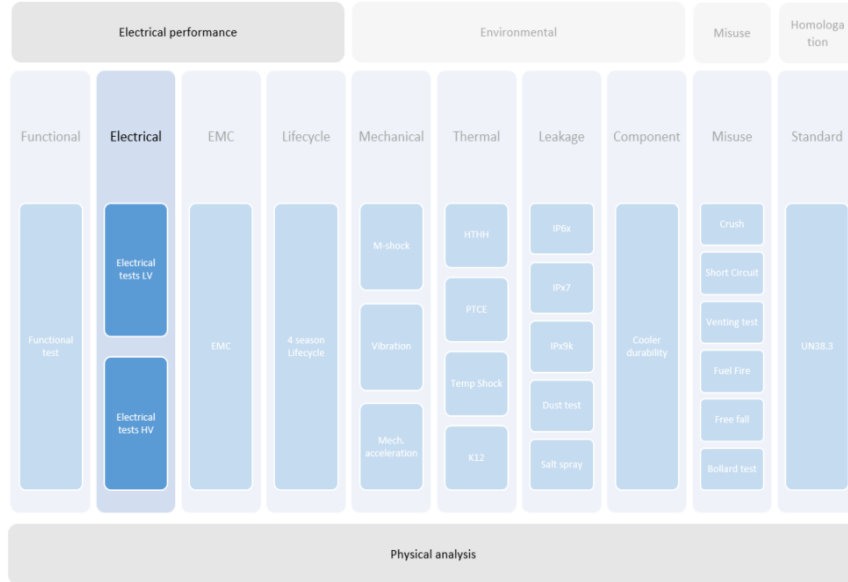 Electrical performance
Environmental
Misuse
Homologa
tion
Functional
Electrical
EMC
Lifecycle
Mechanical
Thermal
Leakage
Component
Misuse
Standard
Functional
test
Electrical
tests LV
Electrical
tests HV
EMC
4 season
Lifecycle
M-shock
Vibration
Mech.
acceleration
HTHH
PTCE
Temp Shock
K12
IP6x
IPx7
IPx9k
Dust test
Salt spray
Cooler
durability
Crush
Short Circuit
Venting test
Fuel Fire
Free fall
Bollard test
UN38.3
Physical analysis